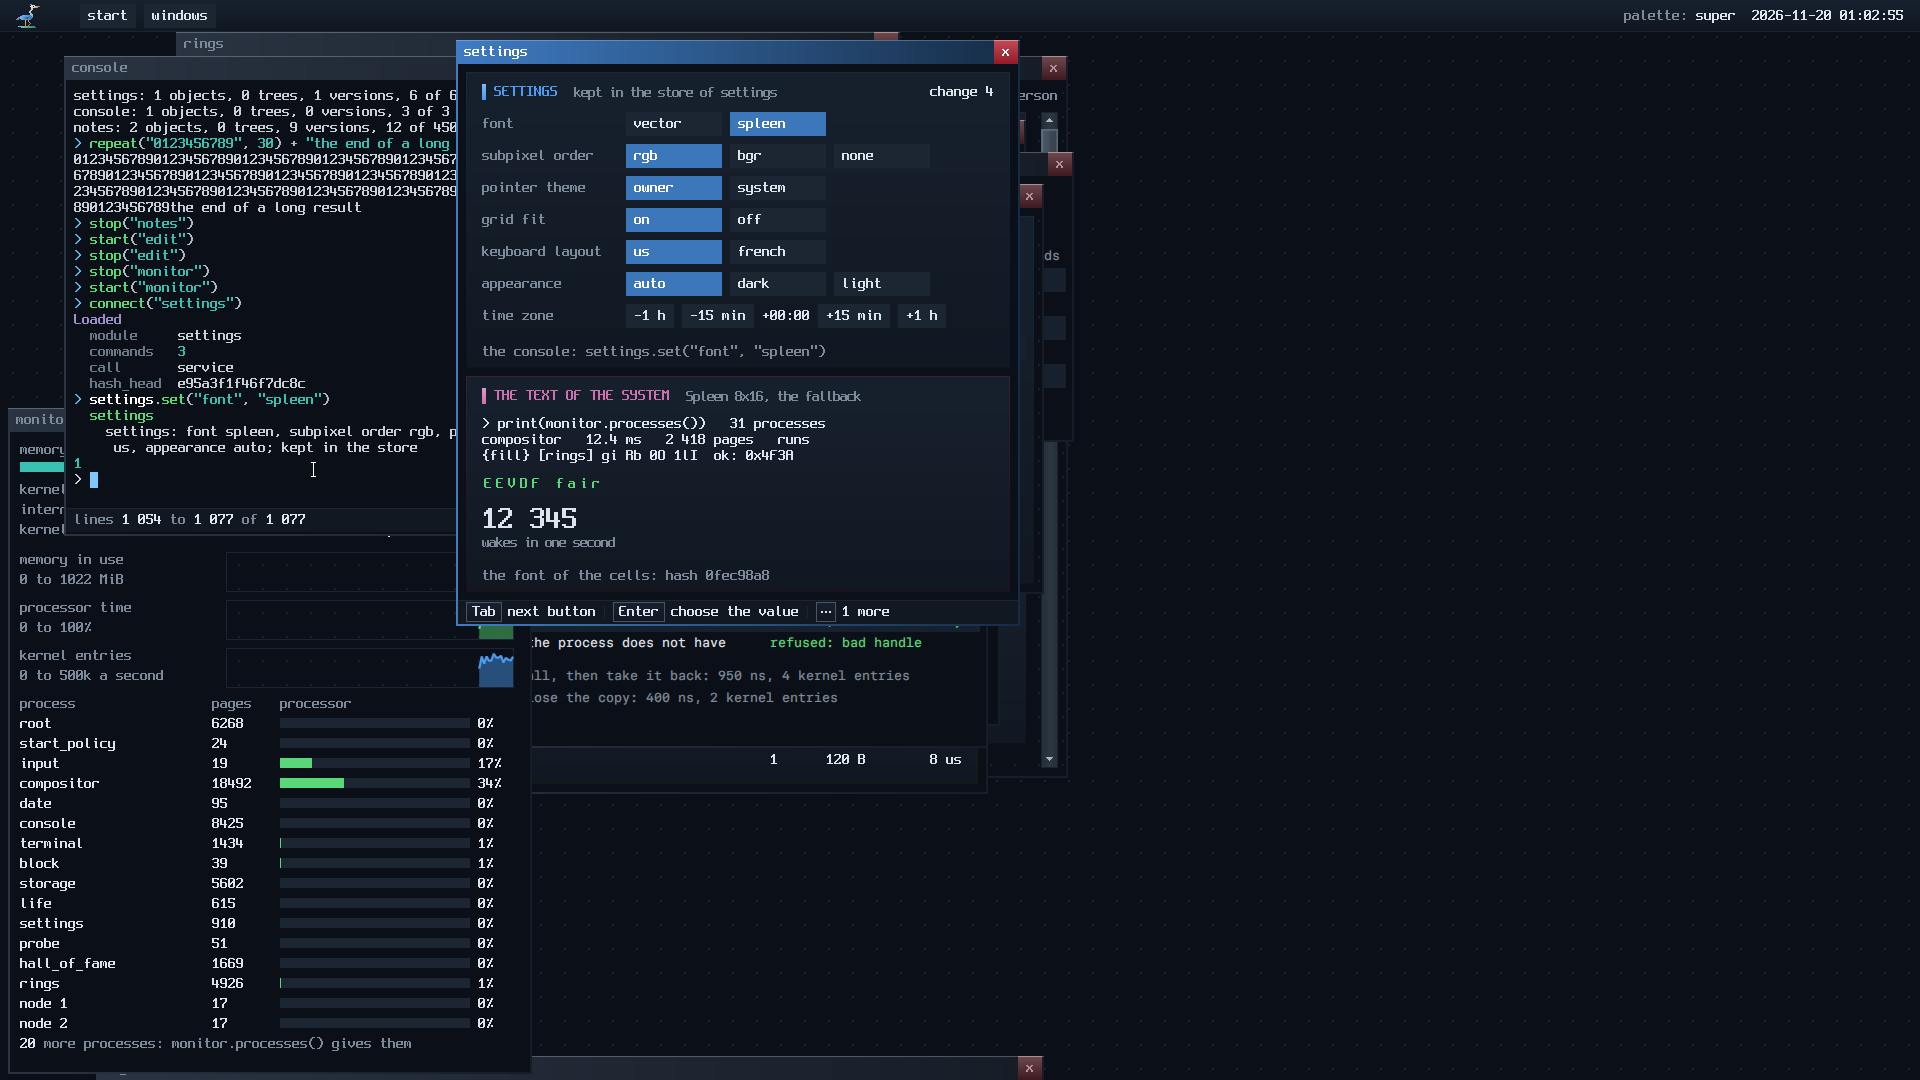 start windows palette: super 2026-11-20 01:02:55
rings
console
settings: 1 objects, 0 trees, 1 versions, 6 of 6
console: 1 objects, 0 trees, 0 versions, 3 of 3
notes: 2 objects, 0 trees, 9 versions, 12 of 450
> repeat("0123456789", 30) + "the end of a long
012345678901234567890123456789012345678901234567
678901234567890123456789012345678901234567890123
234567890123456789012345678901234567890123456789
890123456789the end of a long result
> stop("notes")
> start("edit")
> stop("edit")
> stop("monitor")
> start("monitor")
> connect("settings")
Loaded
module settings
commands 3
call service
hash_head e95a3f1f46f7dc8c
> settings.set("font", "spleen")
settings
settings: font spleen, subpixel order rgb, p
us, appearance auto; kept in the store
1
>
lines 1 054 to 1 077 of 1 077
settings
SETTINGS kept in the store of settings change 4
font vector spleen
subpixel order rgb bgr none
pointer theme owner system
grid fit on off
keyboard layout us french
appearance auto dark light
time zone -1 h -15 min +00:00 +15 min +1 h
the console: settings.set("font", "spleen")
THE TEXT OF THE SYSTEM Spleen 8x16, the fallback
> print(monitor.processes()) 31 processes
compositor 12.4 ms 2 418 pages runs
{fill} [rings] gi Rb 0O 1lI ok: 0x4F3A
EEVDF fair
12 345
wakes in one second
the font of the cells: hash 0fec98a8
Tab next button Enter choose the value ... 1 more
erson
ds
the process does not have refused: bad handle
all, then take it back: 950 ns, 4 kernel entries
lose the copy: 400 ns, 2 kernel entries
1 120 B 8 us
monito
memory
kernel
intern
kernel
memory in use
0 to 1022 MiB
processor time
0 to 100%
kernel entries
0 to 500k a second
process pages processor
root 6268 0%
start_policy 24 0%
input 19 17%
compositor 18492 34%
date 95 0%
console 8425 0%
terminal 1434 1%
block 39 1%
storage 5602 0%
life 615 0%
settings 910 0%
probe 51 0%
hall_of_fame 1669 0%
rings 4926 1%
node 1 17 0%
node 2 17 0%
20 more processes: monitor.processes() gives them